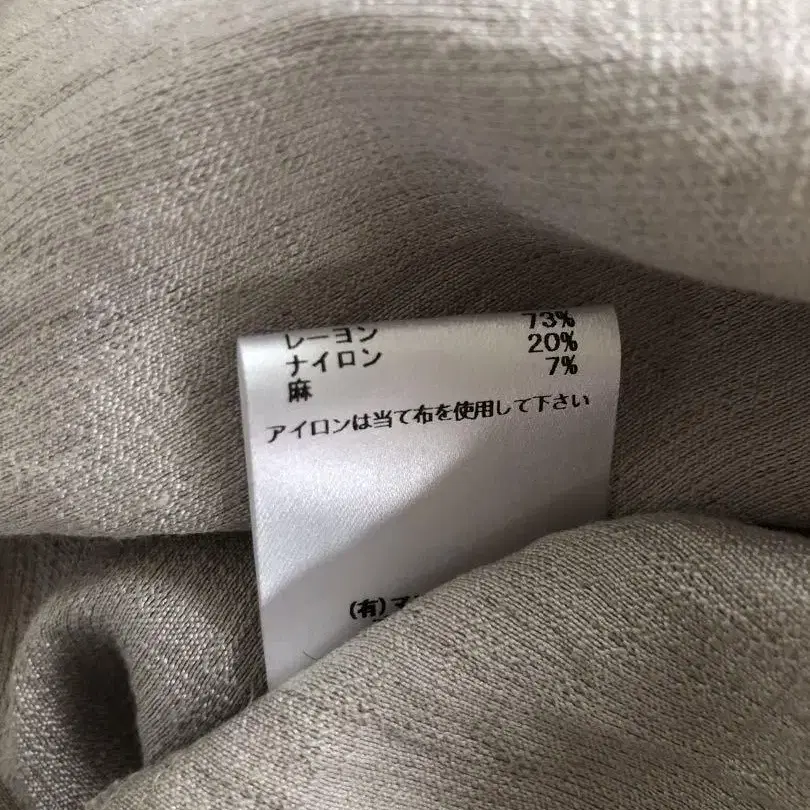 レーヨン 73%
ナイロン 20%
麻 7%
アイロンは当て布を使用して下さい
(有)マ